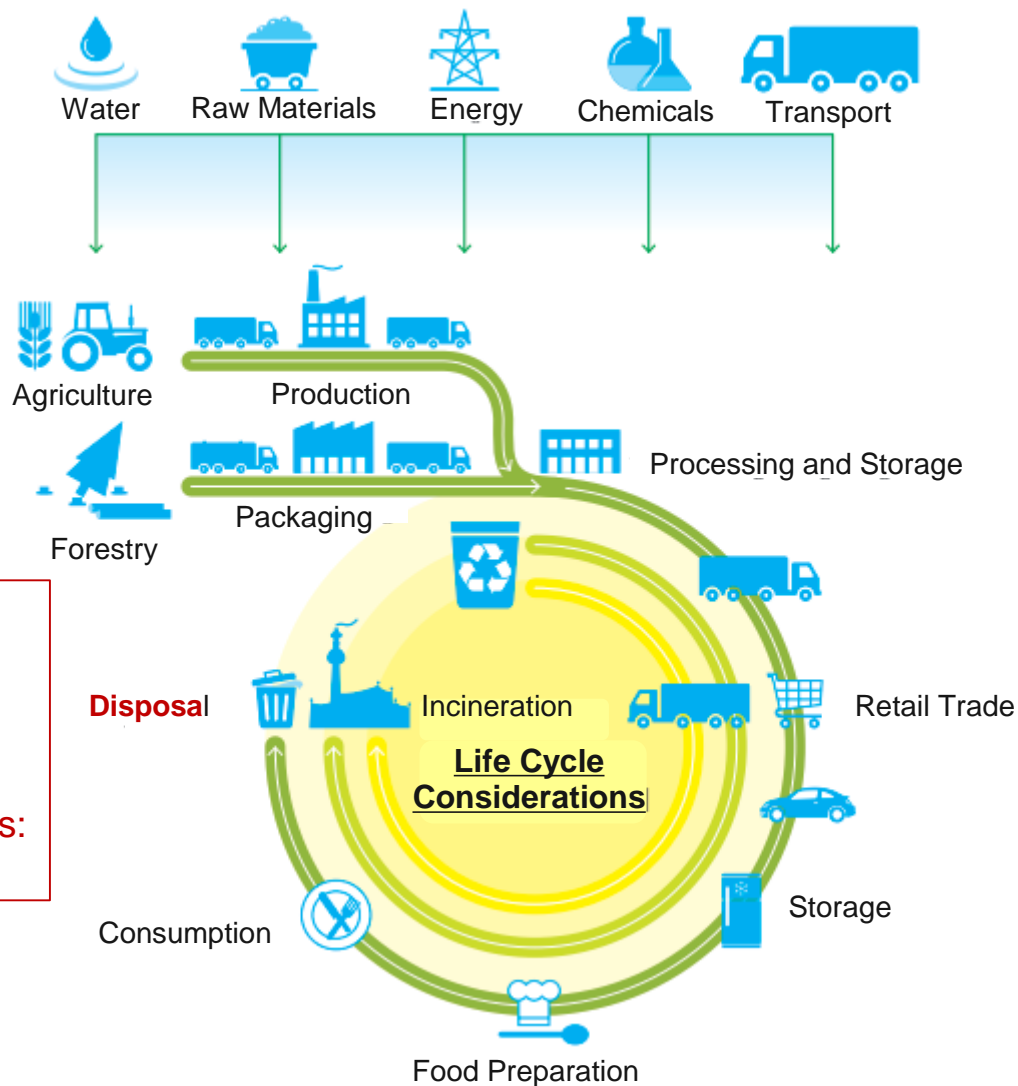 Water
Raw Materials
Energy
Chemicals
Transport
Agriculture
Production
Processing and Storage
Packaging
Forestry
Disposal
Incineration
Retail Trade
Life Cycle
Considerations
s:
Storage
Consumption
Food Preparation